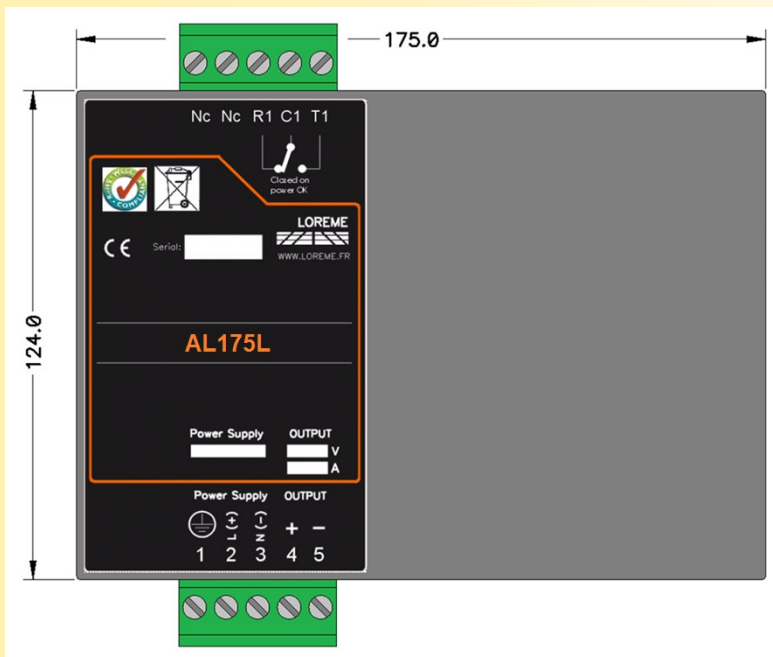 175.0
Nc Nc R1 C1 T1
Closed on
power OK
LOREME
WWW.LOREME.FR
CE Serial:
124.0
AL175L
Power Supply OUTPUT
V
A
Power Supply OUTPUT
L (+) N (-) + −
1 2 3 4 5